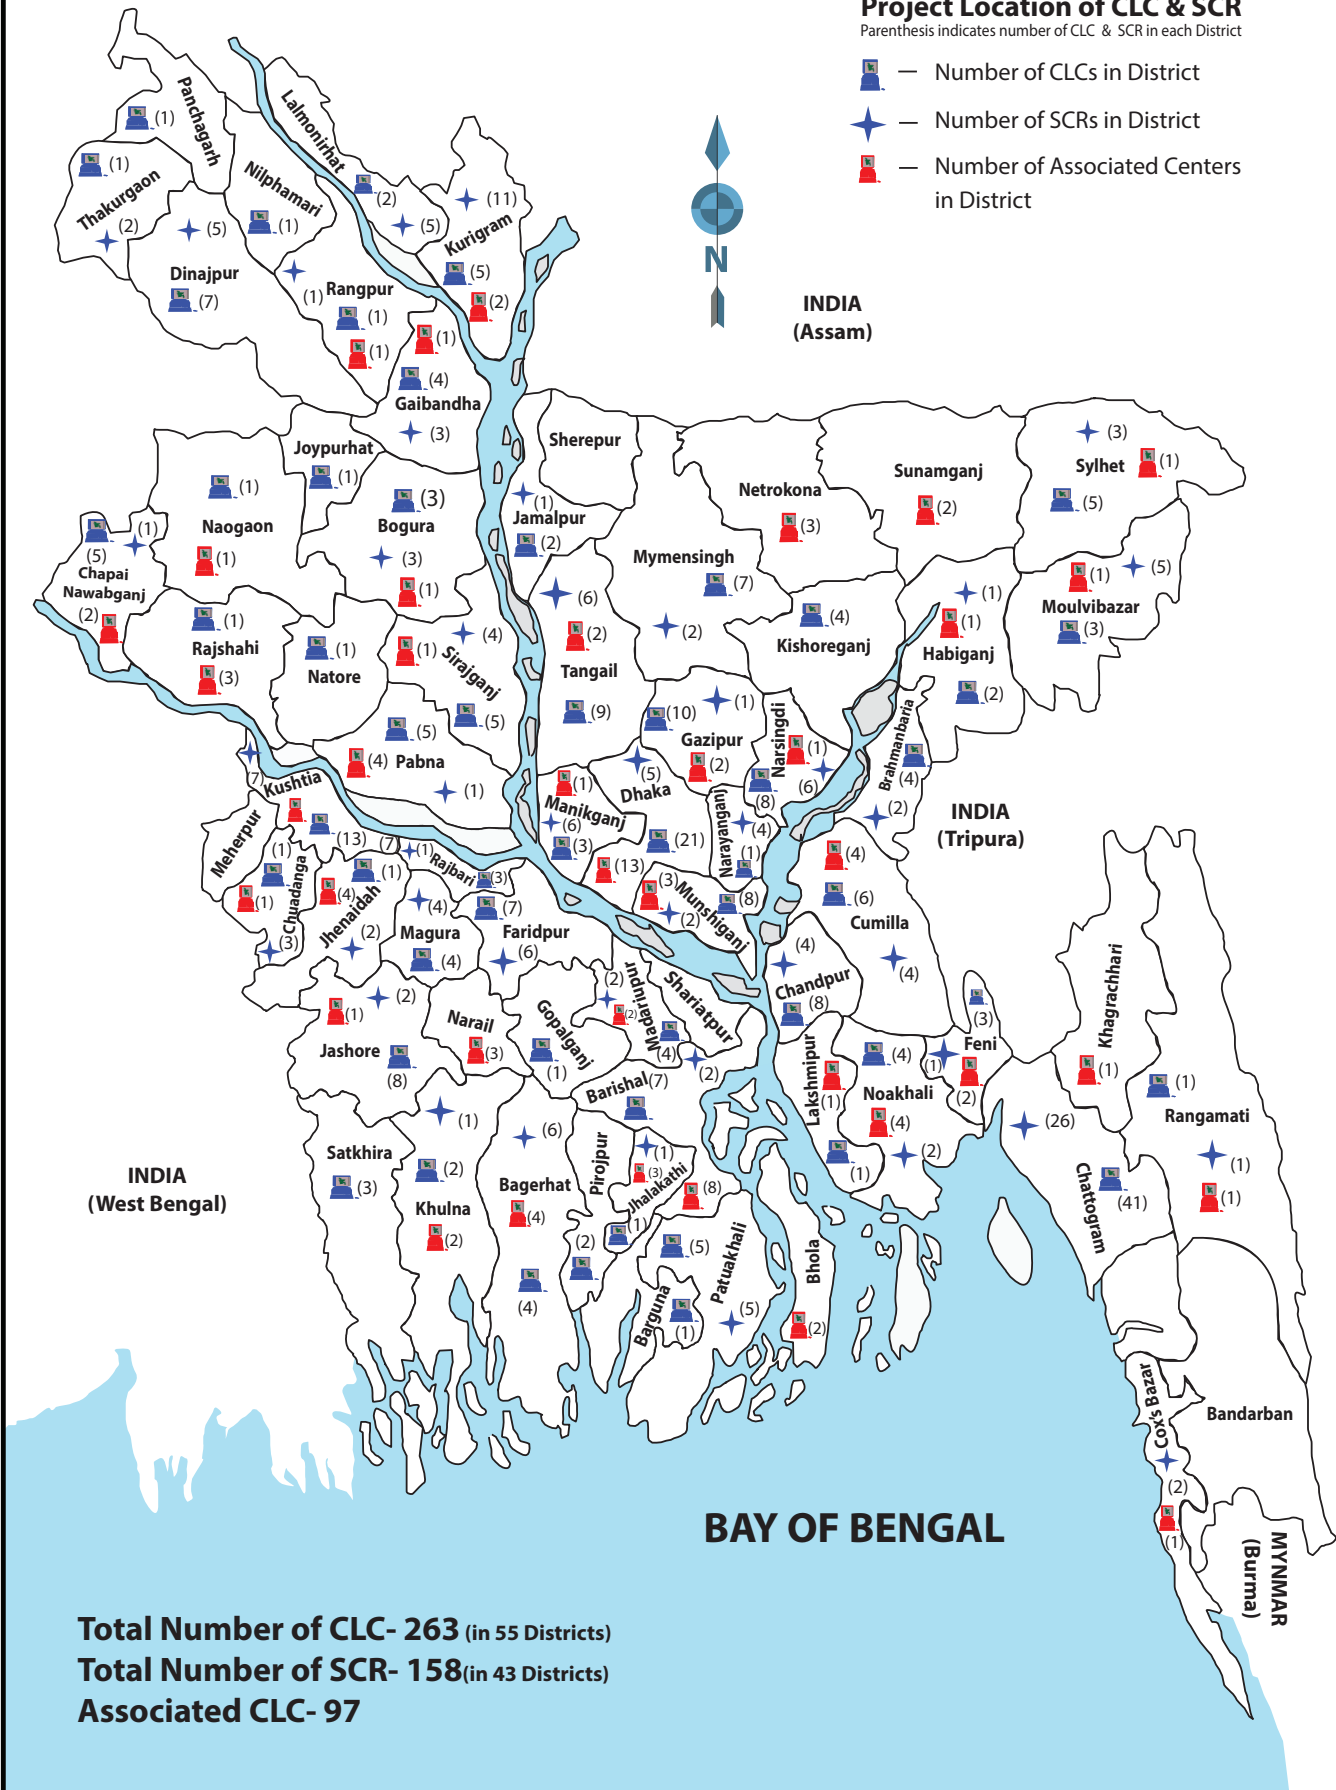 Project Location of CLC & SCR
Parenthesis indicates number of CLC & SCR in each District
— Number of CLCs in District
— Number of SCRs in District
— Number of Associated Centers
in District
N
INDIA
(Assam)
Panchagarh
(1)
Lalmonirhat
(2)
(5)
Thakurgaon
(1)
(2)
Nilphamari
(1)
Kurigram
(11)
(5)
(2)
Dinajpur
(5)
(7)
Rangpur
(1)
(1)
(1)
(1)
(4)
Gaibandha
(3)
Joypurhat
(1)
Sherepur
Naogaon
(1)
(1)
Bogura
(3)
(3)
(1)
(1)
Jamalpur
(2)
Netrokona
(3)
Sunamganj
(2)
(3)
Sylhet
(1)
(5)
(1)
(5)
Chapai
Nawabganj
(2)
Mymensingh
(7)
(2)
(6)
(2)
Tangail
(9)
(4)
Kishoreganj
(1)
(1)
Habiganj
(2)
(1)
(5)
Moulvibazar
(3)
(1)
Rajshahi
(3)
(1)
Natore
(1)
(4)
Sirajganj
(5)
(5)
(4)
Pabna
(1)
(10)
(1)
Gazipur
(2)
Narsingdi
(1)
(6)
(8)
Brahmanbaria
(4)
(2)
INDIA
(Tripura)
(7)
Kushtia
(13)
(7)
Meherpur
(1)
(1)
Chuadanga
(3)
(1)
Manikganj
(6)
(3)
(5)
Dhaka
(21)
(13)
Narayanganj
(4)
(1)
(1)
Rajbari
(3)
(1)
(4)
Jhenaidah
(2)
(4)
Magura
(4)
(7)
Faridpur
(6)
(3)
Munshiganj
(2)
(8)
(4)
(6)
Cumilla
(4)
(4)
Chandpur
(8)
(2)
(1)
Jashore
(8)
Narail
(3)
Gopalganj
(1)
(2)
Madarirupur
(2)
(4)
Shariatpur
(2)
(3)
Feni
(1)
(2)
Khagrachhari
(1)
Lakshmipur
(1)
(1)
(4)
Noakhali
(4)
(2)
(1)
Rangamati
(1)
(1)
(26)
Chattogram
(41)
Barishal (7)
(8)
INDIA
(West Bengal)
Satkhira
(3)
(1)
(2)
Khulna
(2)
(6)
Bagerhat
(4)
(4)
Pirojpur
(2)
(1)
(3)
Jhalakathi
(1)
(5)
Patuakhali
(5)
Barguna
(1)
Bhola
(2)
Cox's Bazar
(2)
(1)
Bandarban
MYNMAR
(Burma)
BAY OF BENGAL
Total Number of CLC- 263 (in 55 Districts)
Total Number of SCR- 158(in 43 Districts)
Associated CLC- 97